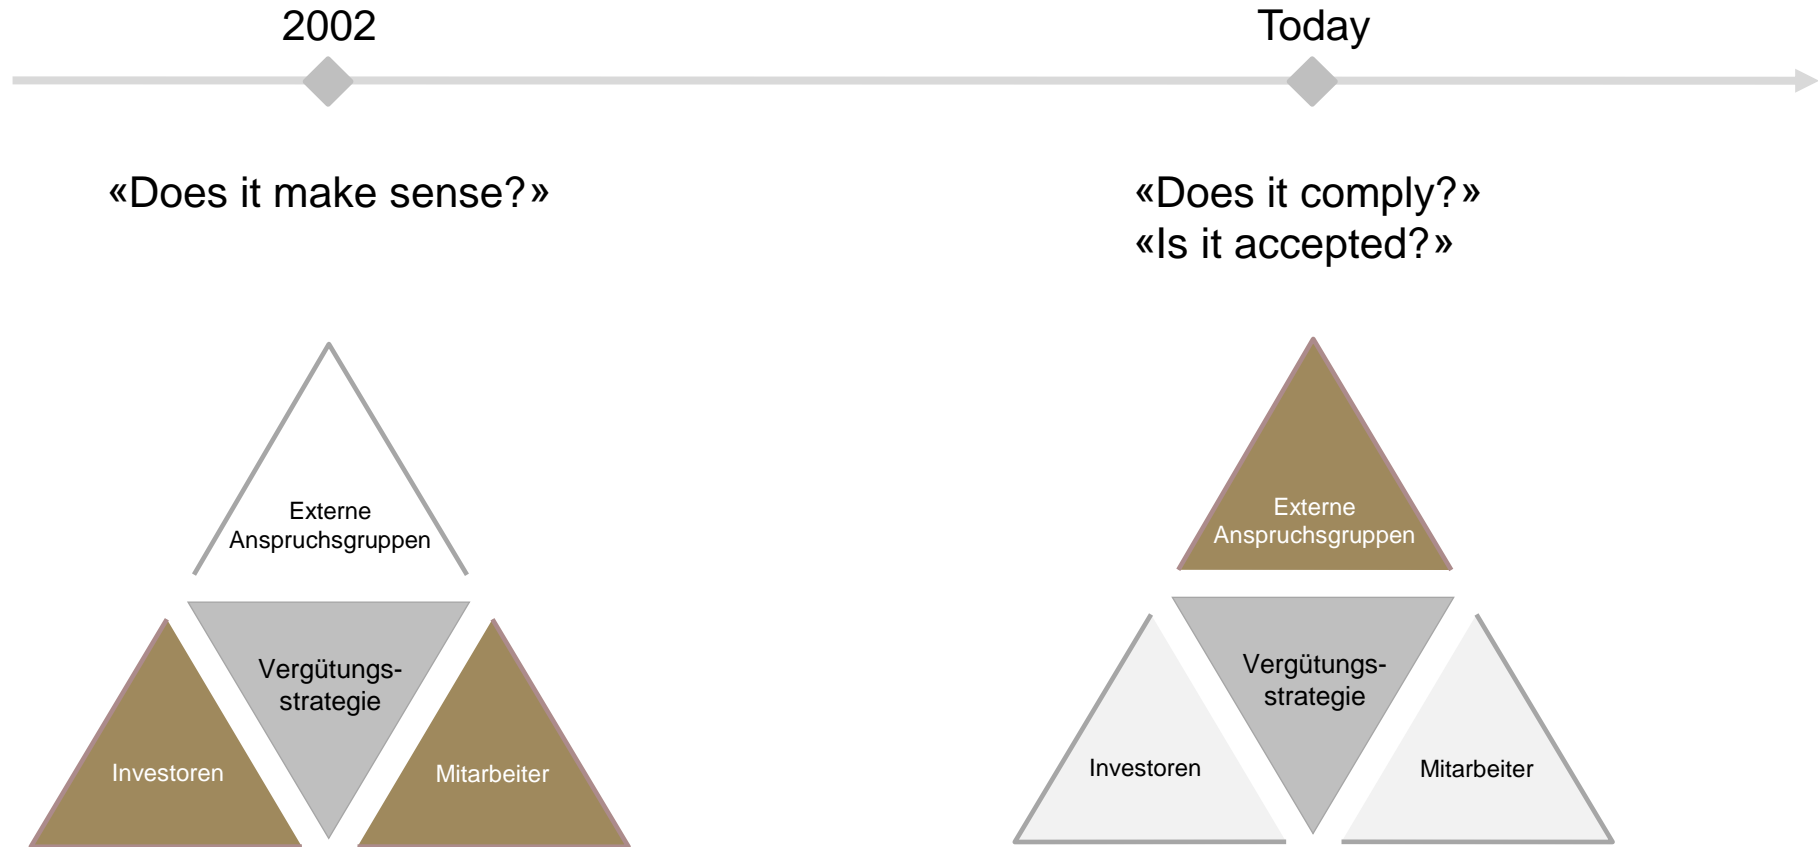 2002
Today
«Does it make sense?»
«Does it comply?»
«Is it accepted?»
Externe
Anspruchsgruppen
Vergütungs-
strategie
Investoren
Mitarbeiter
Externe
Anspruchsgruppen
Vergütungs-
strategie
Investoren
Mitarbeiter